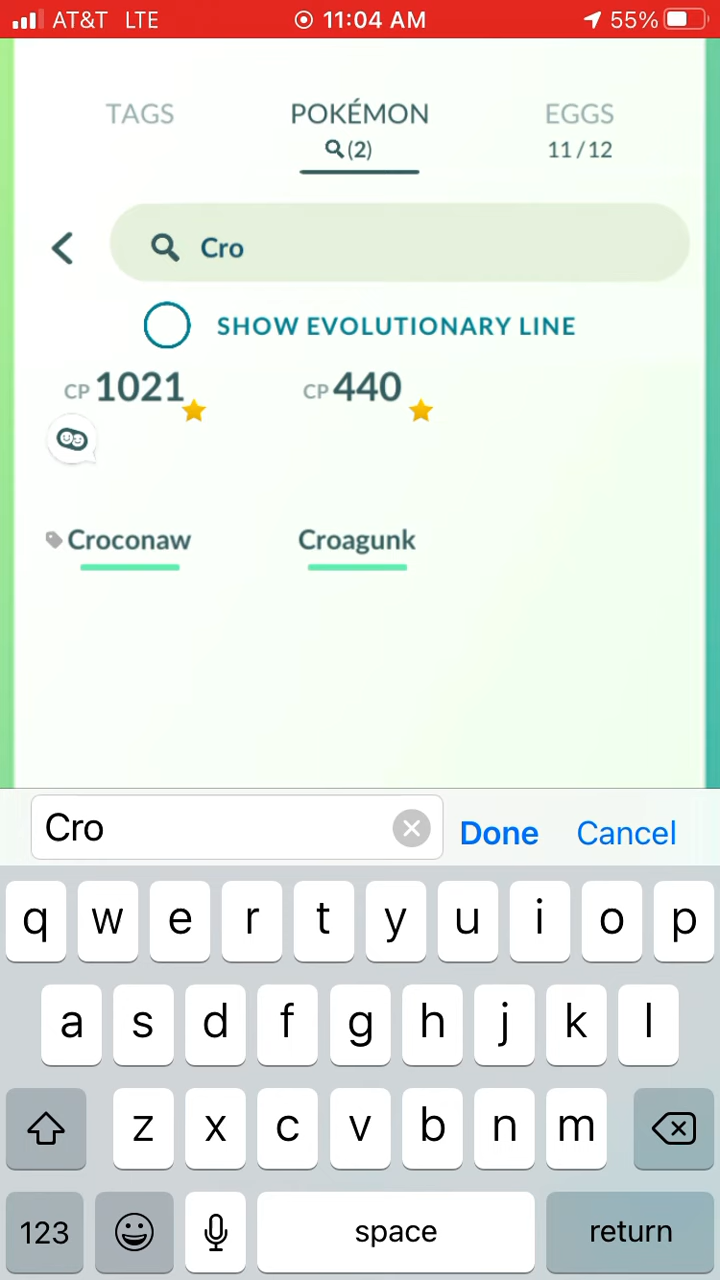 AT&T LTE 11:04 AM 55%
TAGS POKÉMON EGGS
(2) 11/12
Cro
SHOW EVOLUTIONARY LINE
CP 1021 CP 440
Croconaw Croagunk
Cro Done Cancel
q w e r t y u i o p
a s d f g h j k l
z x c v b n m
123 space return